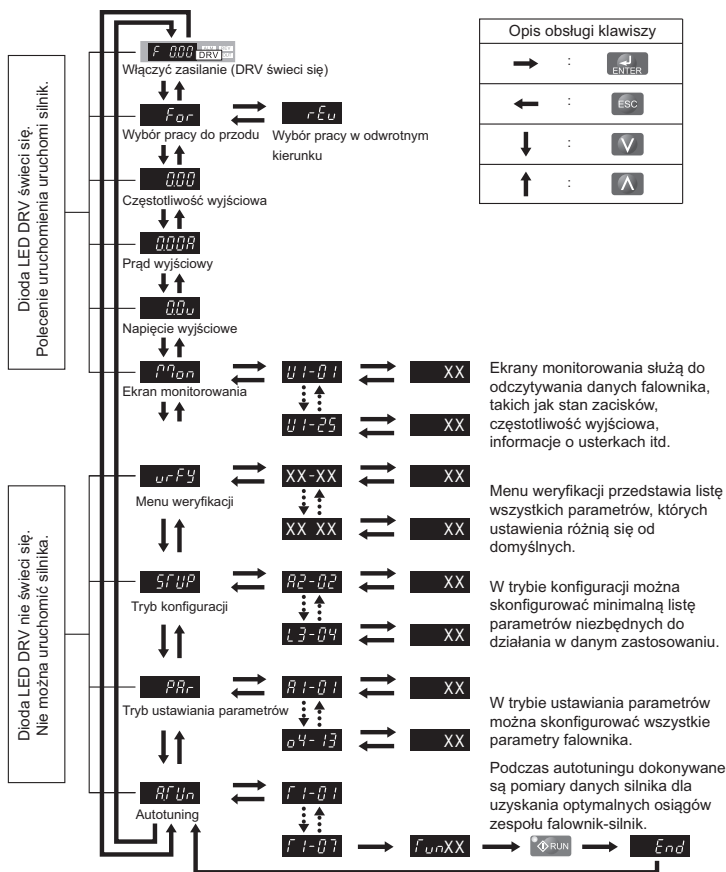 Opis obsługi klawiszy
→ : ENTER
← : ESC
↓ : V
↑ : Λ
Dioda LED DRV świeci się.
Polecenie uruchomienia uruchomi silnik.
F 0.00 DRV
Włączyć zasilanie (DRV świeci się)
For rEv
Wybór pracy do przodu
Wybór pracy w odwrotnym
kierunku
0.00
Częstotliwość wyjściowa
0.00A
Prąd wyjściowy
0.0v
Napięcie wyjściowe
Mon U1-01 XX
Ekran monitorowania
U1-25 XX
Ekrany monitorowania służą do
odczytywania danych falownika,
takich jak stan zacisków,
częstotliwość wyjściowa,
informacje o usterkach itd.
Dioda LED DRV nie świeci się.
Nie można uruchomić silnika.
vrFY XX-XX XX
Menu weryfikacji
XX XX XX
Menu weryfikacji przedstawia listę
wszystkich parametrów, których
ustawienia różnią się od
domyślnych.
STUP A2-02 XX
Tryb konfiguracji
L3-04 XX
W trybie konfiguracji można
skonfigurować minimalną listę
parametrów niezbędnych do
działania w danym zastosowaniu.
PAr A1-01 XX
Tryb ustawiania parametrów
o4-13 XX
W trybie ustawiania parametrów
można skonfigurować wszystkie
parametry falownika.
ATUn T1-01
Autotuning
Podczas autotuningu dokonywane
są pomiary danych silnika dla
uzyskania optymalnych osiągów
zespołu falownik-silnik.
T1-07 TunXX RUN End